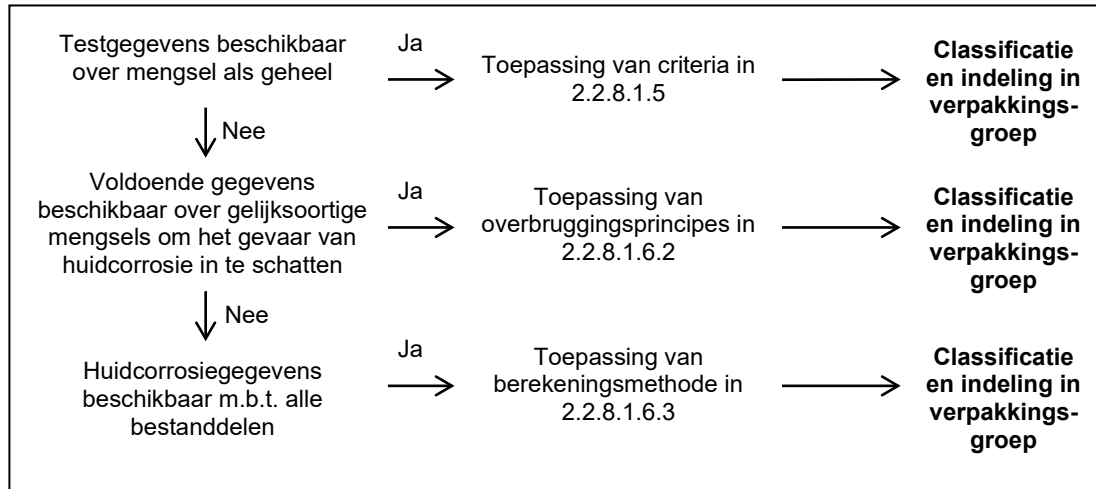 Testgegevens beschikbaar
over mengsel als geheel
Ja
Toepassing van criteria in
2.2.8.1.5
Classificatie
en indeling in
verpakkings-
groep
Nee
Voldoende gegevens
beschikbaar over gelijksoortige
mengsels om het gevaar van
huidcorrosie in te schatten
Ja
Toepassing van
overbruggingsprincipes in
2.2.8.1.6.2
Classificatie
en indeling in
verpakkings-
groep
Nee
Huidcorrosiegegevens
beschikbaar m.b.t. alle
bestanddelen
Ja
Toepassing van
berekeningsmethode in
2.2.8.1.6.3
Classificatie
en indeling in
verpakkings-
groep